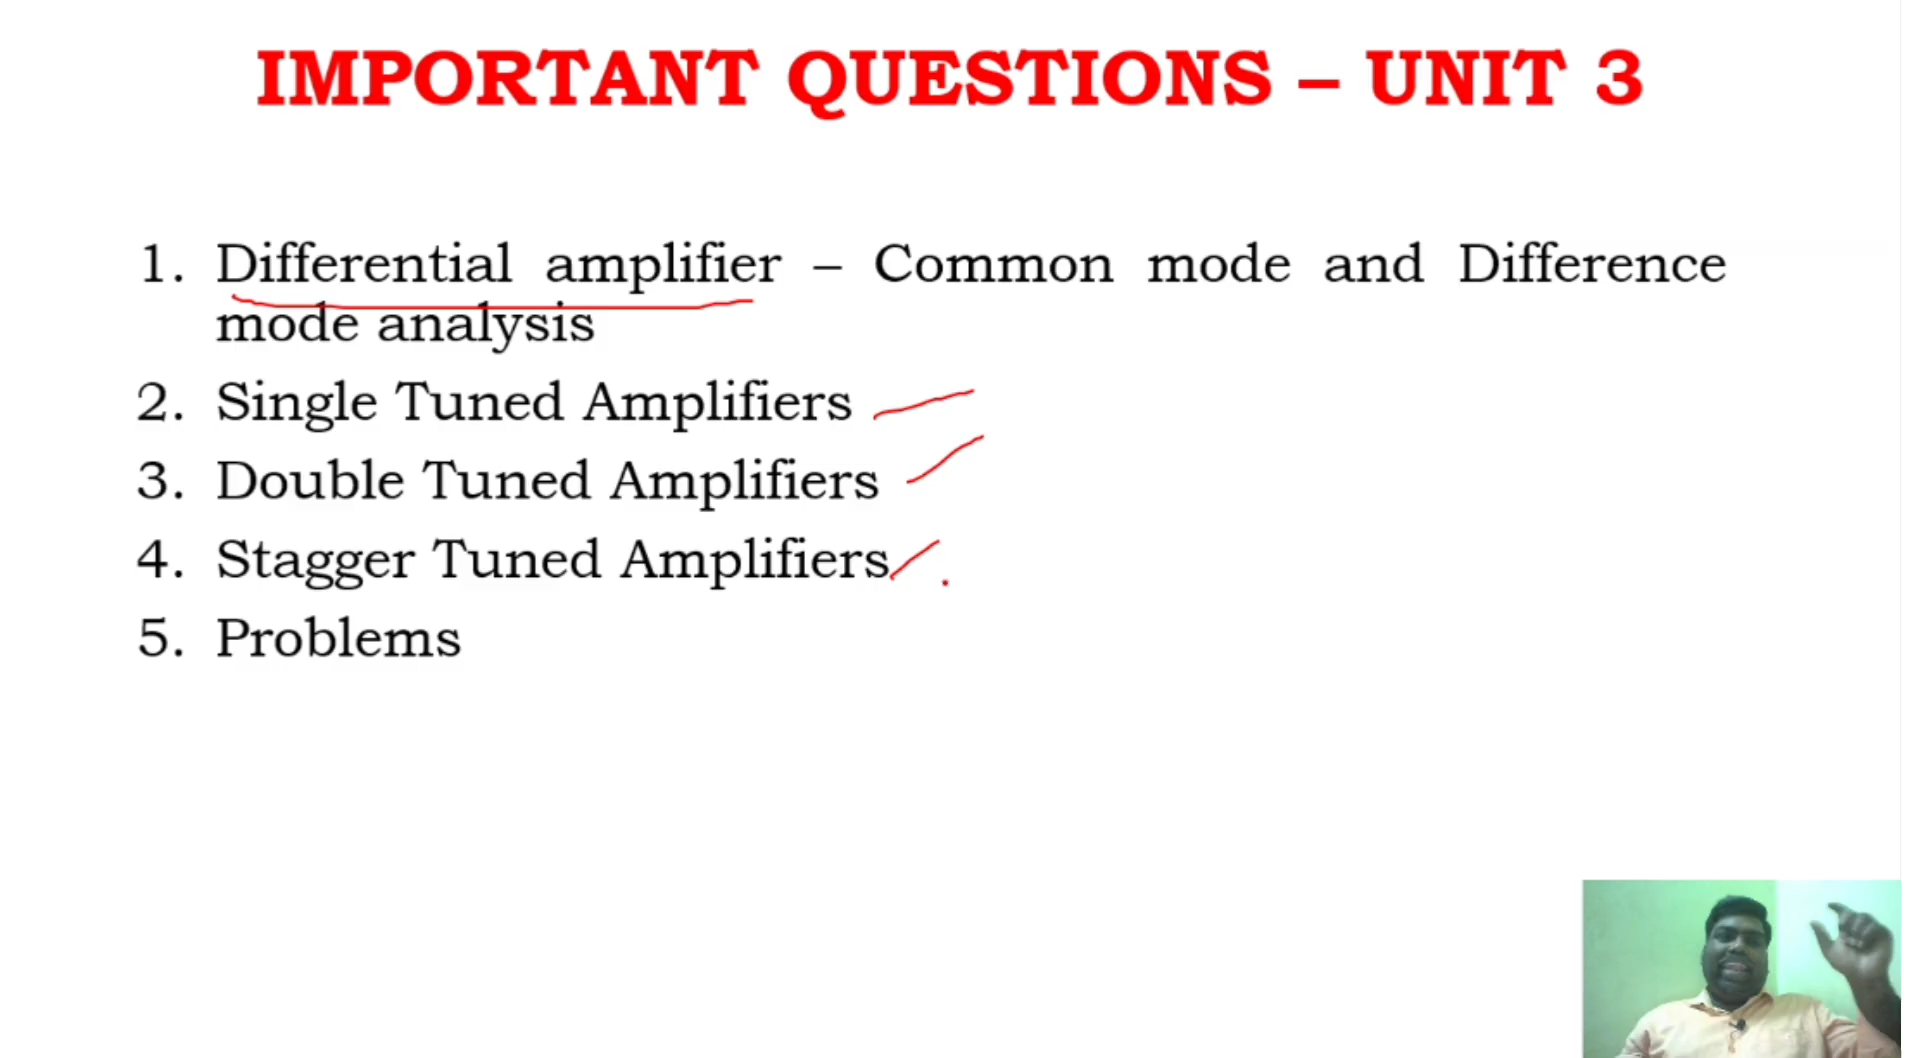 IMPORTANT QUESTIONS – UNIT 3
1. Differential amplifier – Common mode and Difference
mode analysis
2. Single Tuned Amplifiers
3. Double Tuned Amplifiers
4. Stagger Tuned Amplifiers
5. Problems